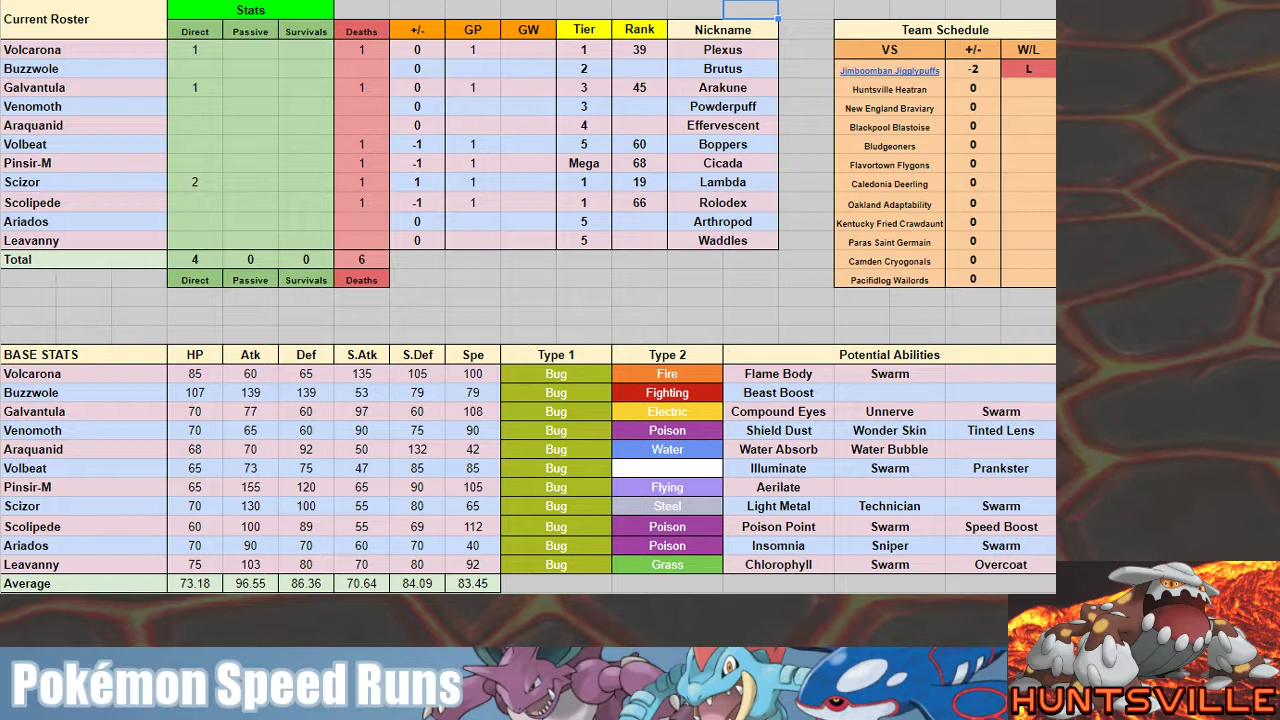 Current Roster Stats
Direct Passive Survivals Deaths +/- GP GW Tier Rank Nickname
Volcarona 1 1 0 1 1 39 Plexus
Buzzwole 0 2 Brutus
Galvantula 1 1 0 1 3 45 Arakune
Venomoth 0 3 Powderpuff
Araquanid 0 4 Effervescent
Volbeat 1 -1 1 5 60 Boppers
Pinsir-M 1 -1 1 Mega 68 Cicada
Scizor 2 1 1 1 1 19 Lambda
Scolipede 1 -1 1 1 66 Rolodex
Ariados 0 5 Arthropod
Leavanny 0 5 Waddles
Total 4 0 0 6
Direct Passive Survivals Deaths
Team Schedule
VS +/- W/L
Jimboomban Jigglypuffs -2 L
Huntsville Heatran 0
New England Braviary 0
Blackpool Blastoise 0
Bludgeoners 0
Flavortown Flygons 0
Caledonia Deerling 0
Oakland Adaptability 0
Kentucky Fried Crawdaunt 0
Paras Saint Germain 0
Camden Cryogonals 0
Pacifidlog Wailords 0
BASE STATS HP Atk Def S.Atk S.Def Spe Type 1 Type 2 Potential Abilities
Volcarona 85 60 65 135 105 100 Bug Fire Flame Body Swarm
Buzzwole 107 139 139 53 79 79 Bug Fighting Beast Boost
Galvantula 70 77 60 97 60 108 Bug Electric Compound Eyes Unnerve Swarm
Venomoth 70 65 60 90 75 90 Bug Poison Shield Dust Wonder Skin Tinted Lens
Araquanid 68 70 92 50 132 42 Bug Water Water Absorb Water Bubble
Volbeat 65 73 75 47 85 85 Bug Illuminate Swarm Prankster
Pinsir-M 65 155 120 65 90 105 Bug Flying Aerilate
Scizor 70 130 100 55 80 65 Bug Steel Light Metal Technician Swarm
Scolipede 60 100 89 55 69 112 Bug Poison Poison Point Swarm Speed Boost
Ariados 70 90 70 60 70 40 Bug Poison Insomnia Sniper Swarm
Leavanny 75 103 80 70 80 92 Bug Grass Chlorophyll Swarm Overcoat
Average 73.18 96.55 86.36 70.64 84.09 83.45
Pokémon Speed Runs
HUNTSVILLE